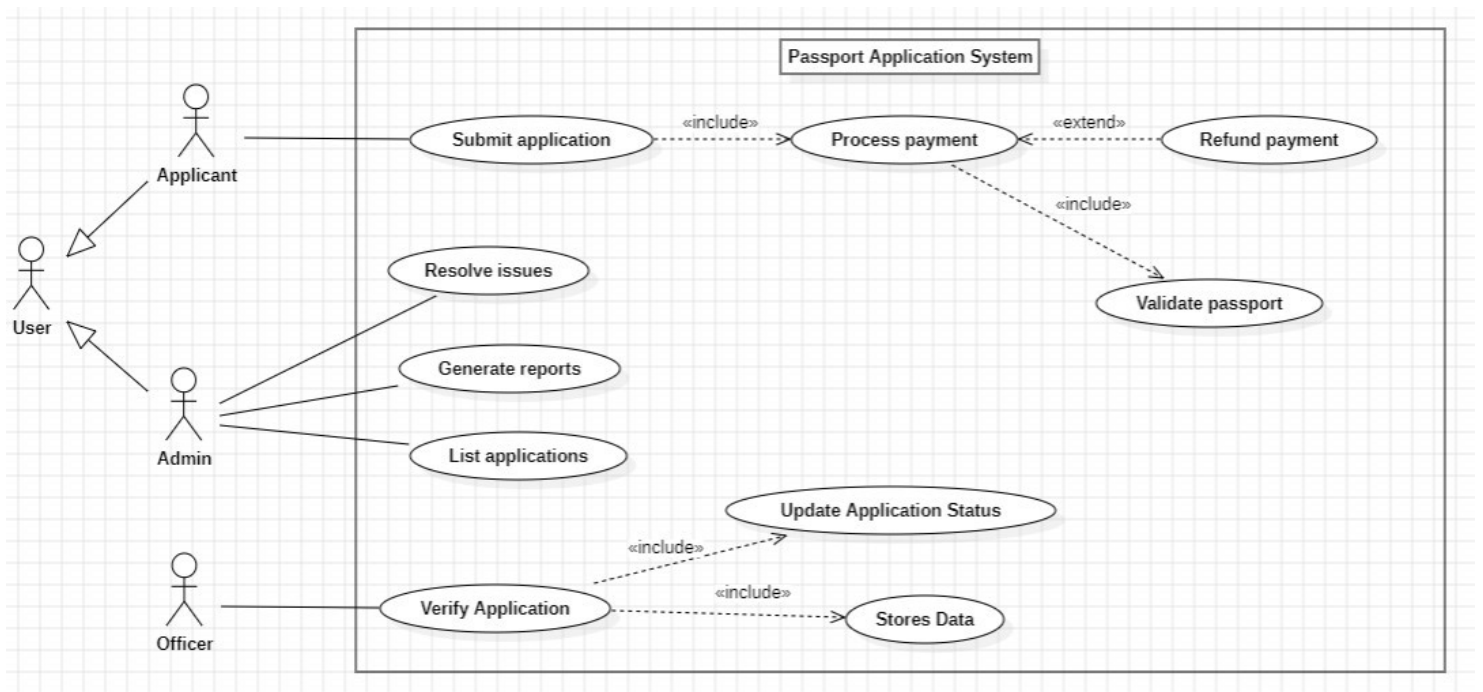 Passport Application System
Applicant
Submit application
«include»
Process payment
«extend»
Refund payment
«include»
Validate passport
User
Resolve issues
Generate reports
List applications
Admin
Update Application Status
«include»
«include»
Verify Application
Stores Data
Officer